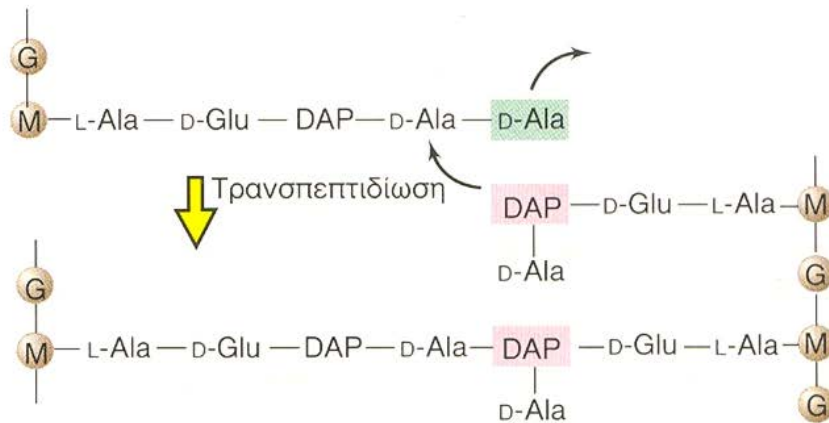 G
M — L-Ala — D-Glu — DAP — D-Ala — D-Ala
Τρανσπεπτιδίωση
DAP — D-Glu — L-Ala — M
D-Ala
G
G
M — L-Ala — D-Glu — DAP — D-Ala — DAP — D-Glu — L-Ala — M
D-Ala
G